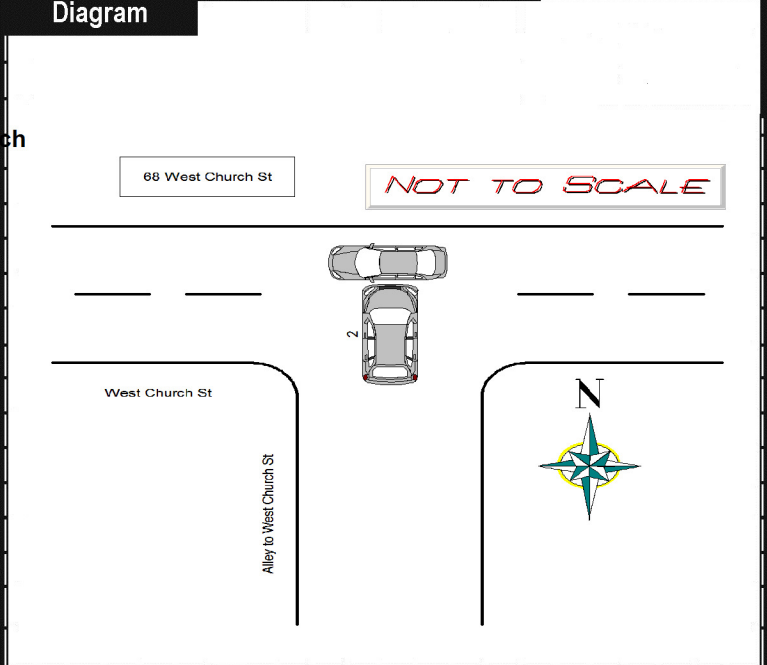 Diagram
ch
68 West Church St
NOT TO SCALE
2
West Church St
N
Alley to West Church St